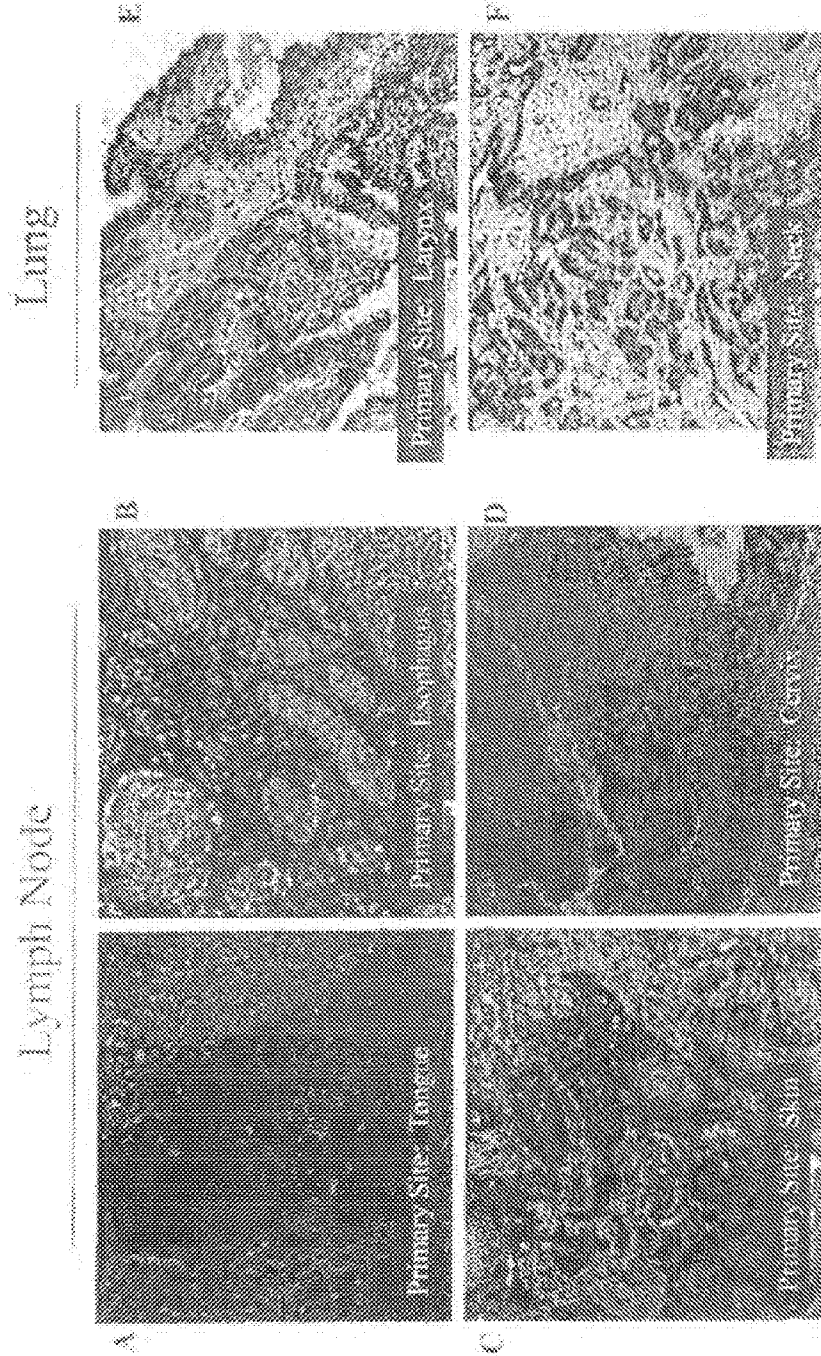 Lymph Node
Lung
A
B
E
Primary Site: Tongue
Primary Site: Esophagus
Primary Site: Larynx
C
D
F
Primary Site: Skin
Primary Site: Cervix
Primary Site: Neck